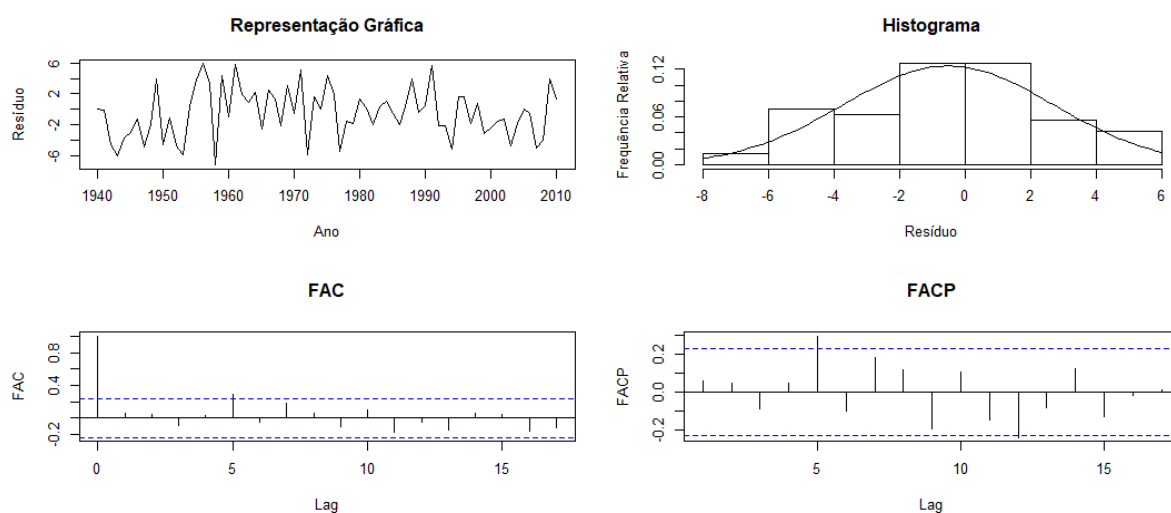 Representação Gráfica
Resíduo
6
2
-2
-6
1940 1950 1960 1970 1980 1990 2000 2010
Ano
Histograma
Frequência Relativa
0.12
0.06
0.00
-8 -6 -4 -2 0 2 4 6
Resíduo
FAC
FAC
0.8
0.4
-0.2
0 5 10 15
Lag
FACP
FACP
0.2
0.0
-0.2
5 10 15
Lag